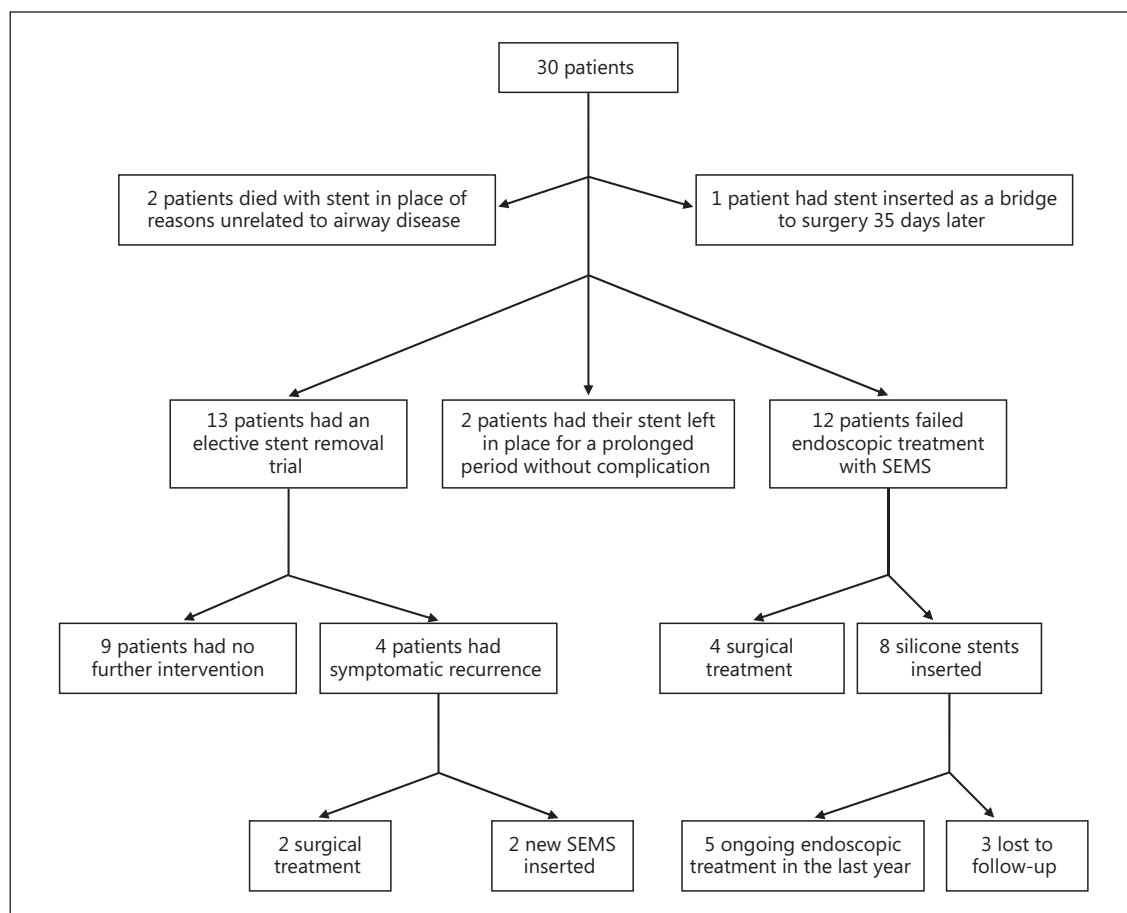 30 patients
2 patients died with stent in place of
reasons unrelated to airway disease
1 patient had stent inserted as a bridge
to surgery 35 days later
13 patients had an
elective stent removal
trial
2 patients had their stent left
in place for a prolonged
period without complication
12 patients failed
endoscopic treatment
with SEMS
9 patients had no
further intervention
4 patients had
symptomatic recurrence
4 surgical
treatment
8 silicone stents
inserted
2 surgical
treatment
2 new SEMS
inserted
5 ongoing endoscopic
treatment in the last year
3 lost to
follow-up